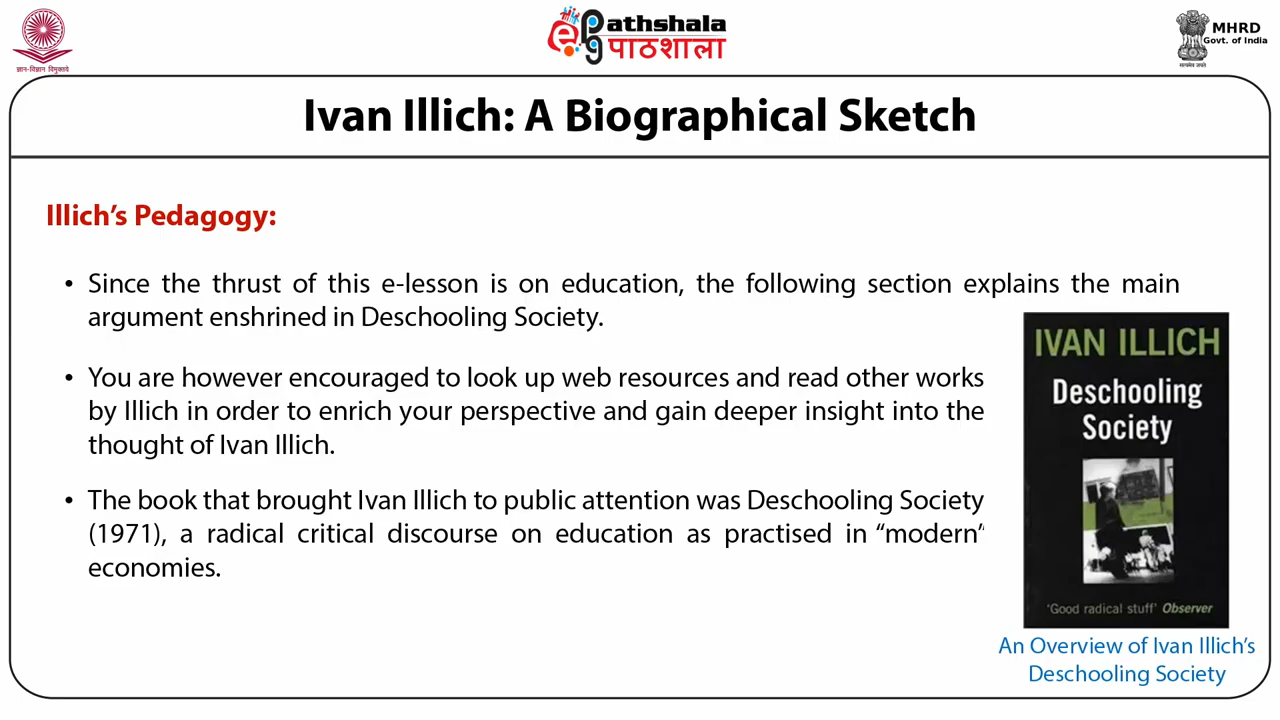 ज्ञान-विज्ञान विमुक्तये
ePathshala
पाठशाला
MHRD
Govt. of India
सत्यमेव जयते
Ivan Illich: A Biographical Sketch
Illich’s Pedagogy:
• Since the thrust of this e-lesson is on education, the following section explains the main
argument enshrined in Deschooling Society.
• You are however encouraged to look up web resources and read other works
by Illich in order to enrich your perspective and gain deeper insight into the
thought of Ivan Illich.
• The book that brought Ivan Illich to public attention was Deschooling Society
(1971), a radical critical discourse on education as practised in “modern”
economies.
IVAN ILLICH
Deschooling
Society
‘Good radical stuff’ Observer
An Overview of Ivan Illich’s
Deschooling Society